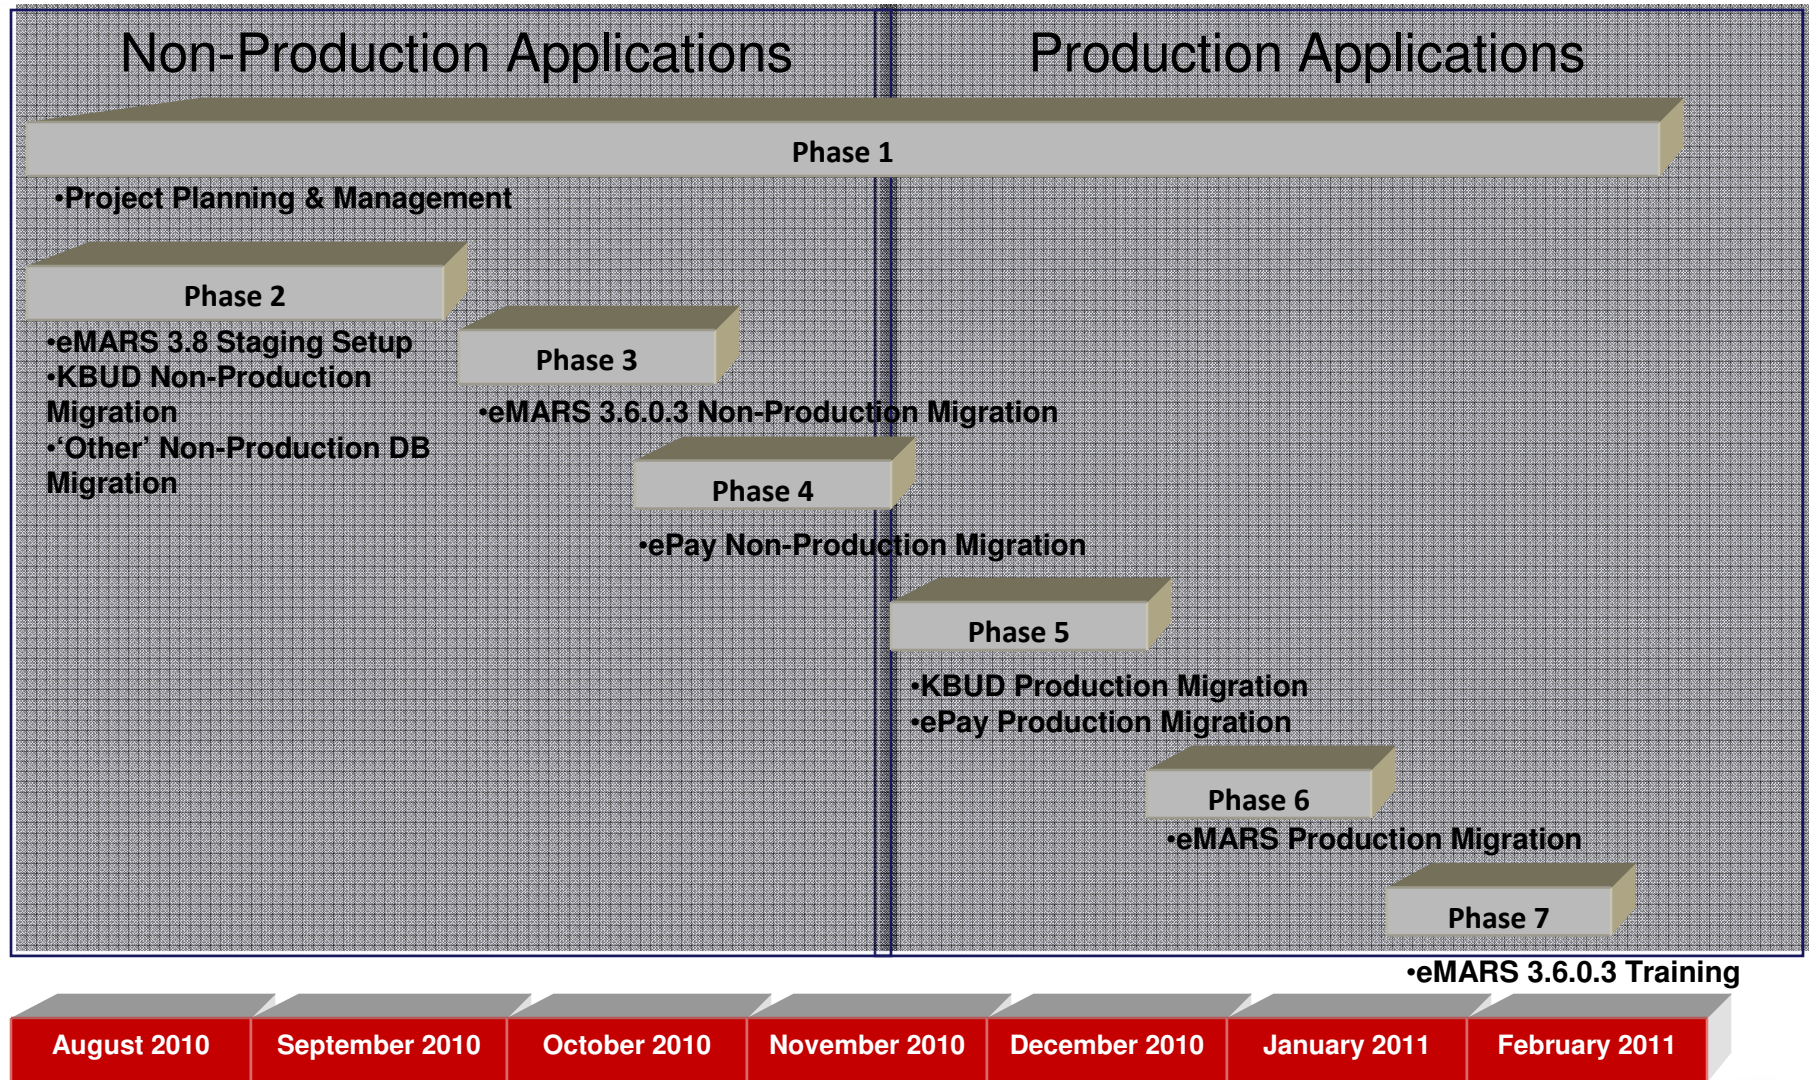 Non-Production Applications
Production Applications
Phase 1
•Project Planning & Management
Phase 2
•eMARS 3.8 Staging Setup
•KBUD Non-Production
Migration
•‘Other’ Non-Production DB
Migration
Phase 3
•eMARS 3.6.0.3 Non-Production Migration
Phase 4
•ePay Non-Production Migration
Phase 5
•KBUD Production Migration
•ePay Production Migration
Phase 6
•eMARS Production Migration
Phase 7
•eMARS 3.6.0.3 Training
August 2010
September 2010
October 2010
November 2010
December 2010
January 2011
February 2011